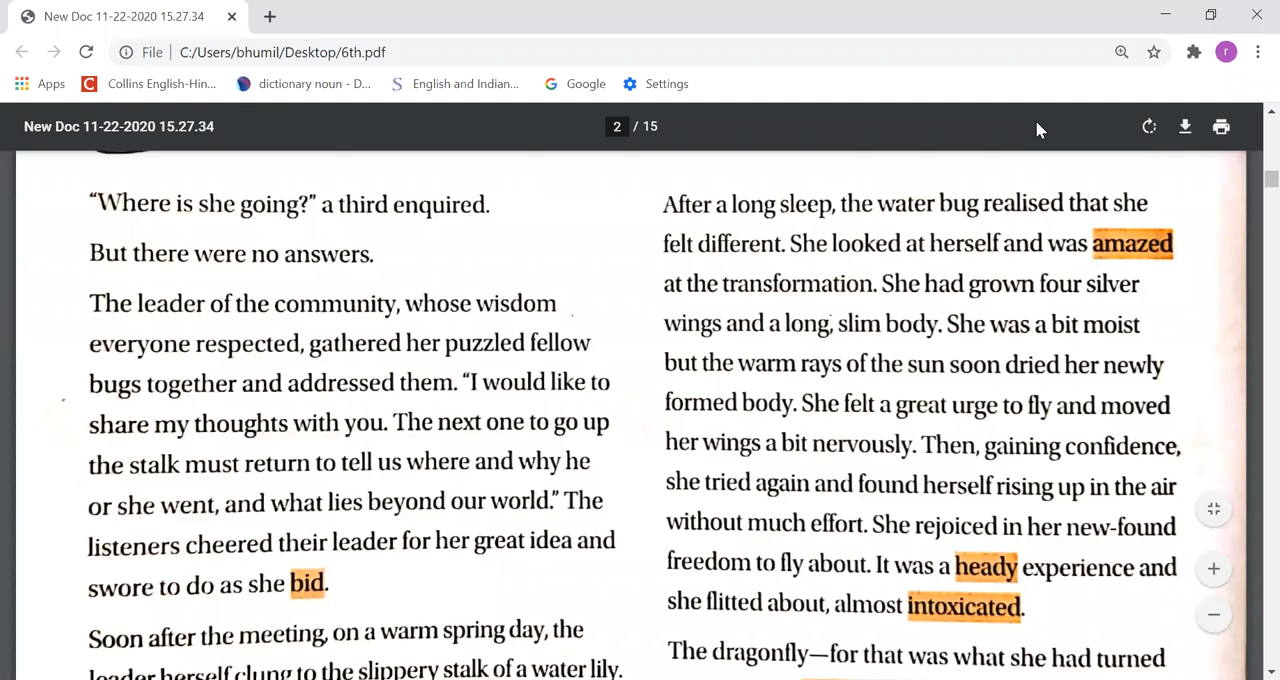 New Doc 11-22-2020 15.27.34
File
C:/Users/bhumil/Desktop/6th.pdf
r
Apps
Collins English-Hin...
dictionary noun - D...
English and Indian...
Google
Settings
New Doc 11-22-2020 15.27.34
2 / 15
“Where is she going?” a third enquired.
But there were no answers.
The leader of the community, whose wisdom
everyone respected, gathered her puzzled fellow
bugs together and addressed them. “I would like to
share my thoughts with you. The next one to go up
the stalk must return to tell us where and why he
or she went, and what lies beyond our world.” The
listeners cheered their leader for her great idea and
swore to do as she bid.
Soon after the meeting, on a warm spring day, the
leader herself clung to the slippery stalk of a water lily.
After a long sleep, the water bug realised that she
felt different. She looked at herself and was amazed
at the transformation. She had grown four silver
wings and a long, slim body. She was a bit moist
but the warm rays of the sun soon dried her newly
formed body. She felt a great urge to fly and moved
her wings a bit nervously. Then, gaining confidence,
she tried again and found herself rising up in the air
without much effort. She rejoiced in her new-found
freedom to fly about. It was a heady experience and
she flitted about, almost intoxicated.
The dragonfly—for that was what she had turned